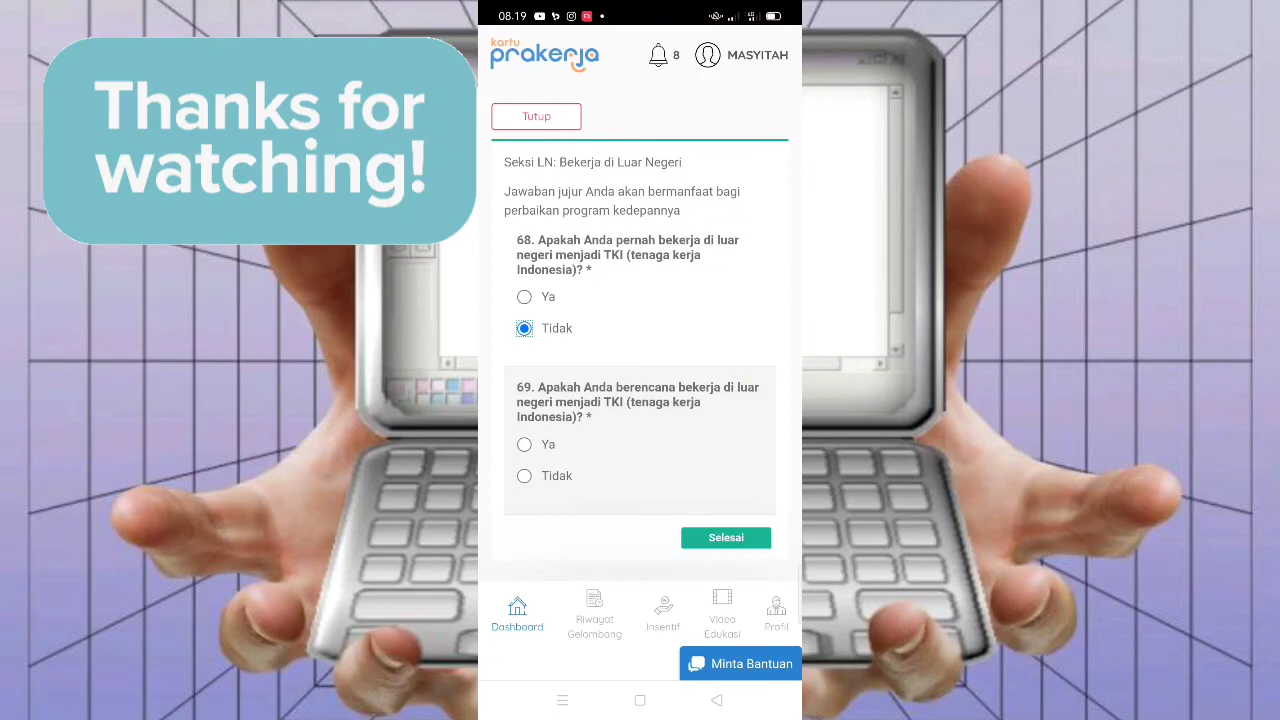 Thanks for
watching!
08.19
kartu
prakerja
8
MASYITAH
Tutup
Seksi LN: Bekerja di Luar Negeri
Jawaban jujur Anda akan bermanfaat bagi
perbaikan program kedepannya
68. Apakah Anda pernah bekerja di luar
negeri menjadi TKI (tenaga kerja
Indonesia)? *
Ya
Tidak
69. Apakah Anda berencana bekerja di luar
negeri menjadi TKI (tenaga kerja
Indonesia)? *
Ya
Tidak
Selesai
Dashboard
Riwayat
Gelombang
Insentif
Video
Edukasi
Profil
Minta Bantuan